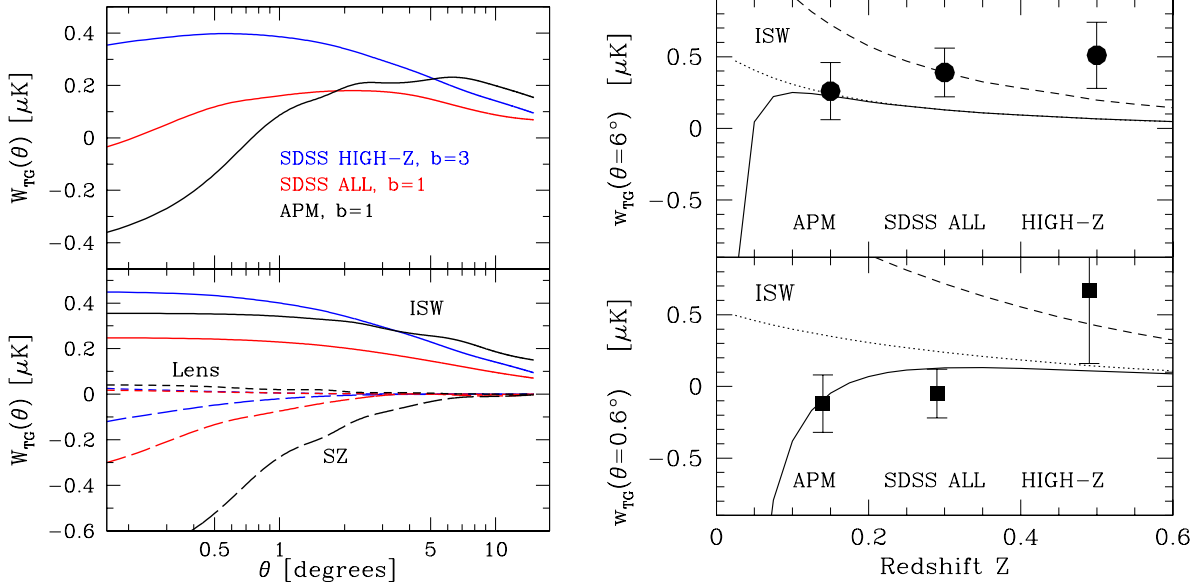 W_TG(θ) [μK]
0.4
0.2
0
−0.2
−0.4
SDSS HIGH−Z, b=3
SDSS ALL, b=1
APM, b=1
W_TG(θ) [μK]
0.4
0.2
0
−0.2
−0.4
−0.6
ISW
Lens
SZ
0.5
1
5
10
θ [degrees]
w_TG(θ=6°) [μK]
0.5
0
−0.5
ISW
APM
SDSS ALL
HIGH−Z
w_TG(θ=0.6°) [μK]
0.5
0
−0.5
ISW
APM
SDSS ALL
HIGH−Z
0
0.2
0.4
0.6
Redshift Z